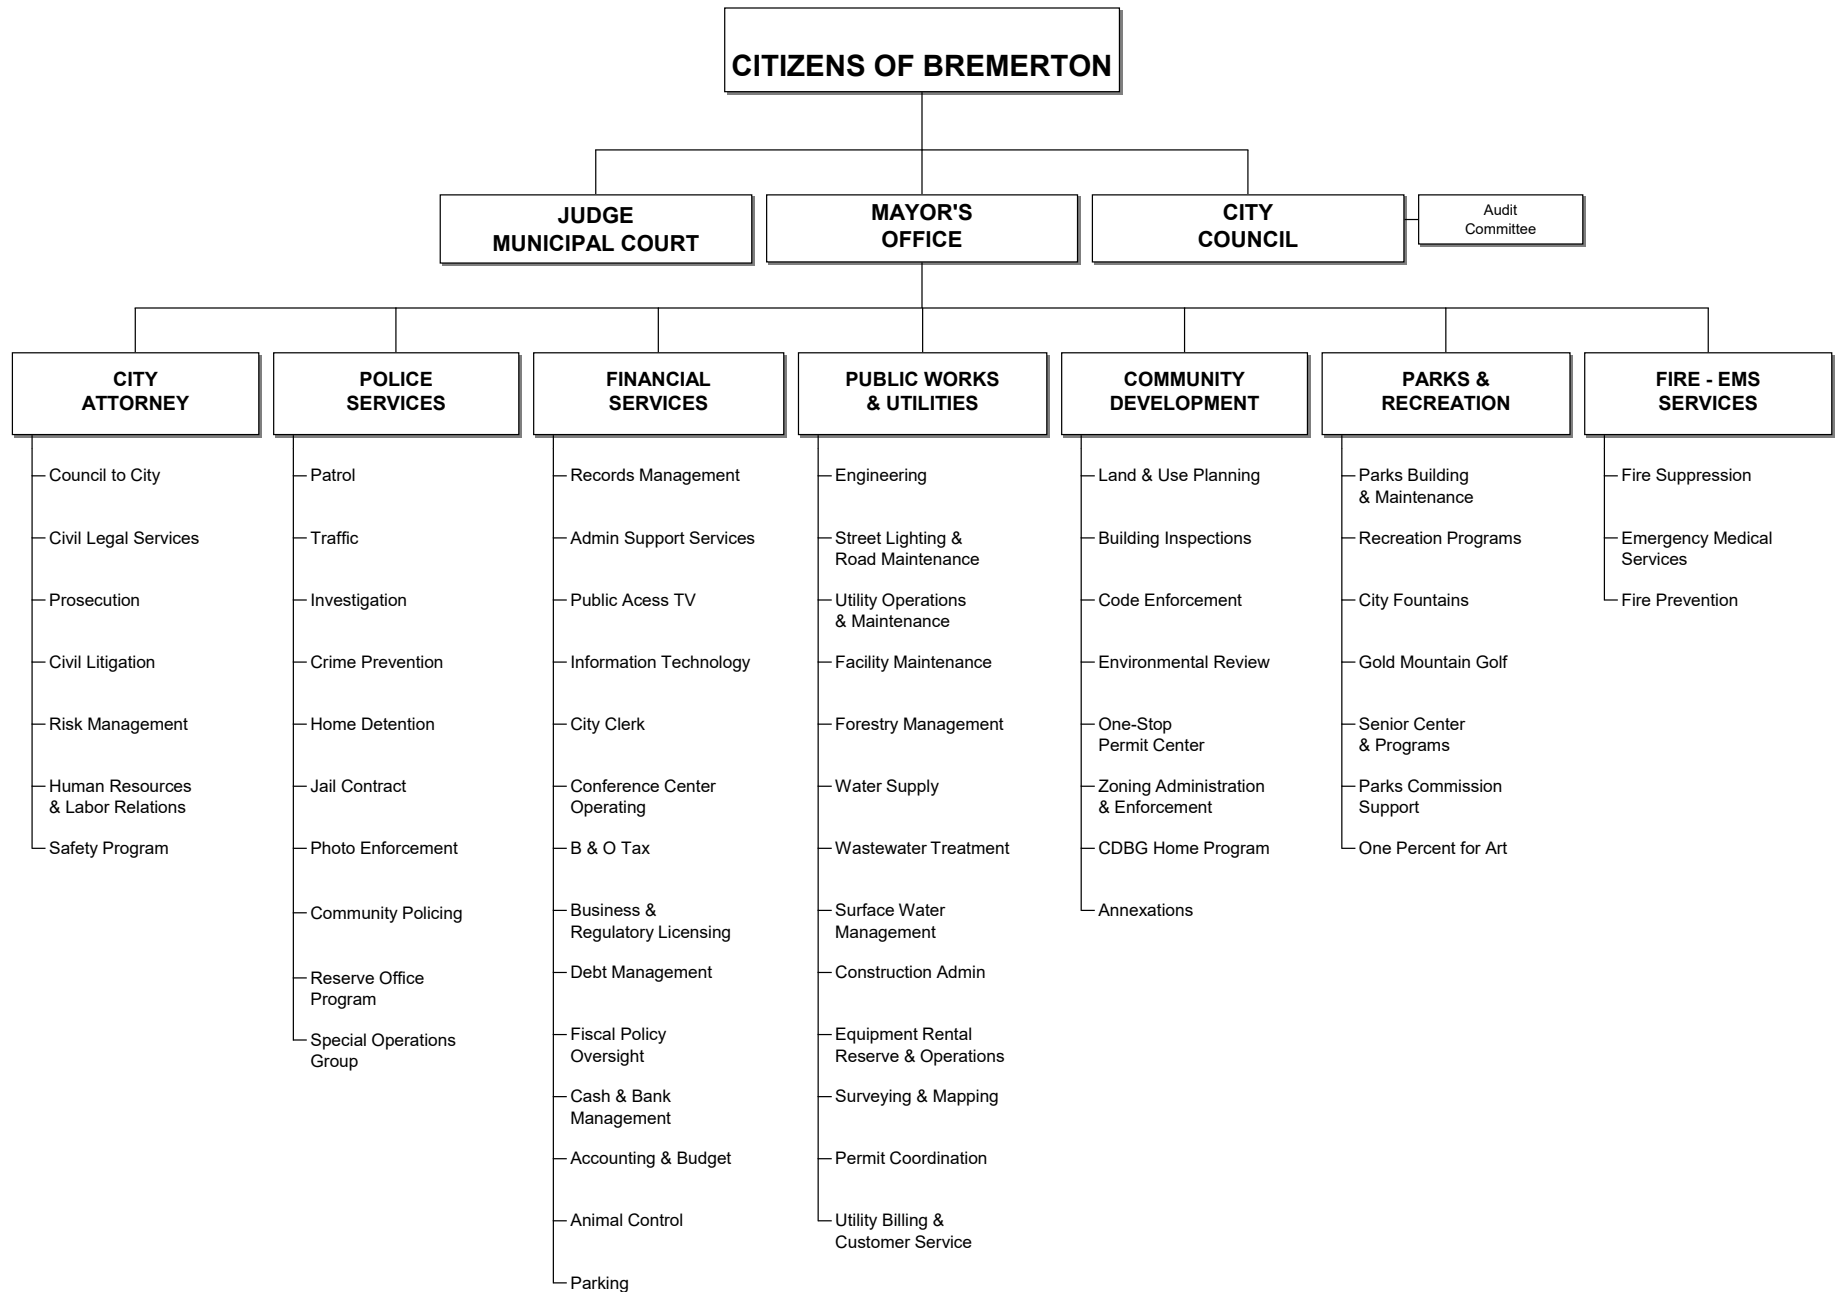 CITIZENS OF BREMERTON
JUDGE
MUNICIPAL COURT
MAYOR'S
OFFICE
CITY
COUNCIL
Audit
Committee
CITY
ATTORNEY
Council to City
Civil Legal Services
Prosecution
Civil Litigation
Risk Management
Human Resources
& Labor Relations
Safety Program
POLICE
SERVICES
Patrol
Traffic
Investigation
Crime Prevention
Home Detention
Jail Contract
Photo Enforcement
Community Policing
Reserve Office
Program
Special Operations
Group
FINANCIAL
SERVICES
Records Management
Admin Support Services
Public Acess TV
Information Technology
City Clerk
Conference Center
Operating
B & O Tax
Business &
Regulatory Licensing
Debt Management
Fiscal Policy
Oversight
Cash & Bank
Management
Accounting & Budget
Animal Control
Parking
PUBLIC WORKS
& UTILITIES
Engineering
Street Lighting &
Road Maintenance
Utility Operations
& Maintenance
Facility Maintenance
Forestry Management
Water Supply
Wastewater Treatment
Surface Water
Management
Construction Admin
Equipment Rental
Reserve & Operations
Surveying & Mapping
Permit Coordination
Utility Billing &
Customer Service
COMMUNITY
DEVELOPMENT
Land & Use Planning
Building Inspections
Code Enforcement
Environmental Review
One-Stop
Permit Center
Zoning Administration
& Enforcement
CDBG Home Program
Annexations
PARKS &
RECREATION
Parks Building
& Maintenance
Recreation Programs
City Fountains
Gold Mountain Golf
Senior Center
& Programs
Parks Commission
Support
One Percent for Art
FIRE - EMS
SERVICES
Fire Suppression
Emergency Medical
Services
Fire Prevention